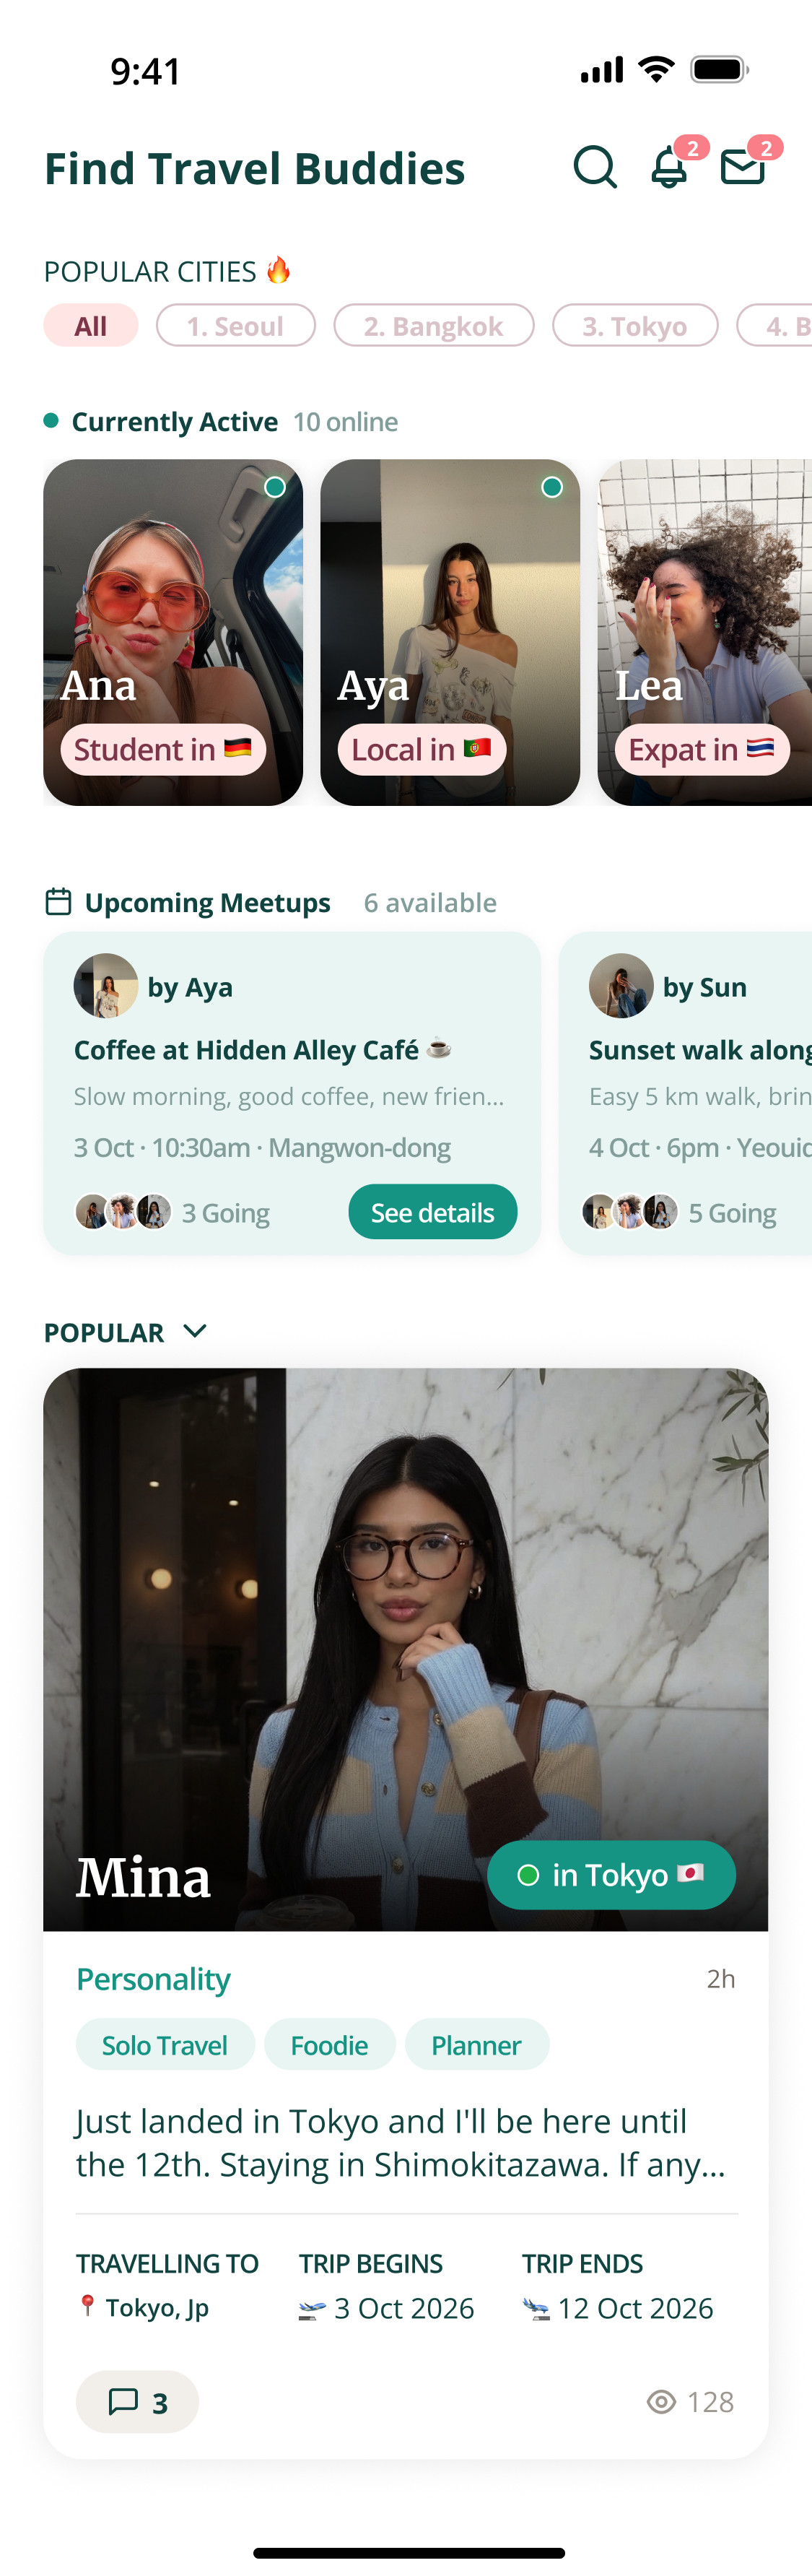 9:41
Find Travel Buddies
2
2
POPULAR CITIES 🔥
All
1. Seoul
2. Bangkok
3. Tokyo
4. B
Currently Active 10 online
Ana
Student in 🇩🇪
Aya
Local in 🇵🇹
Lea
Expat in 🇹🇭
Upcoming Meetups 6 available
by Aya
Coffee at Hidden Alley Café ☕
Slow morning, good coffee, new frien...
3 Oct · 10:30am · Mangwon-dong
3 Going
See details
by Sun
Sunset walk along
Easy 5 km walk, brin
4 Oct · 6pm · Yeouid
5 Going
POPULAR
Mina
in Tokyo 🇯🇵
Personality
2h
Solo Travel
Foodie
Planner
Just landed in Tokyo and I'll be here until
the 12th. Staying in Shimokitazawa. If any...
TRAVELLING TO
📍 Tokyo, Jp
TRIP BEGINS
🛫 3 Oct 2026
TRIP ENDS
🛬 12 Oct 2026
3
128